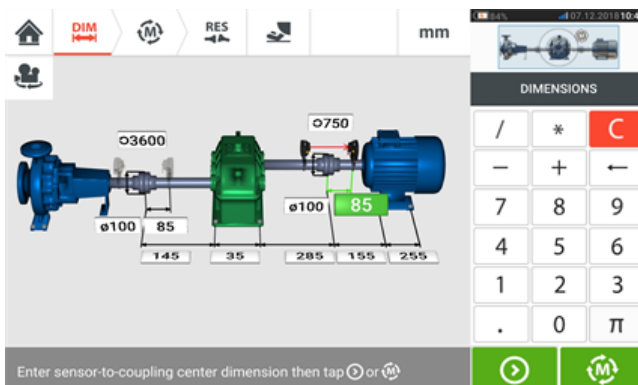 DIM
M
RES
mm
84%
07.12.2018 10:4
DIMENSIONS
3600
750
ø100
85
ø100
85
145
35
285
155
255
/
*
C
−
+
←
7
8
9
4
5
6
1
2
3
.
0
π
Enter sensor-to-coupling center dimension then tap or M
M